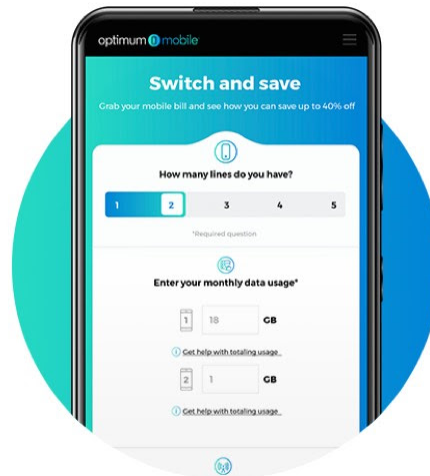 optimum mobile
Switch and save
Grab your mobile bill and see how you can save up to 40% off
How many lines do you have?
1 2 3 4 5
*Required question
Enter your monthly data usage*
1 18 GB
i Get help with totaling usage
2 1 GB
i Get help with totaling usage